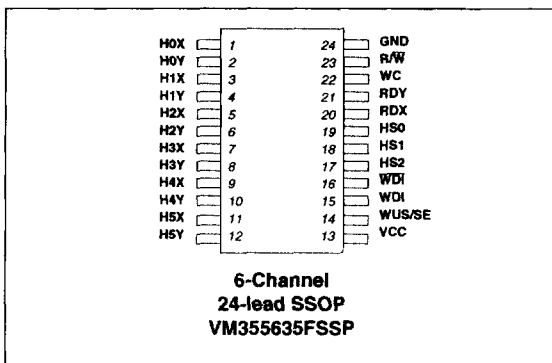 H0X 1 24 GND
H0Y 2 23 R/W̅
H1X 3 22 WC
H1Y 4 21 RDY
H2X 5 20 RDX
H2Y 6 19 HS0
H3X 7 18 HS1
H3Y 8 17 HS2
H4X 9 16 W̅D̅I̅
H4Y 10 15 WDI
H5X 11 14 WUS/SE
H5Y 12 13 VCC
6-Channel
24-lead SSOP
VM355635FSSP